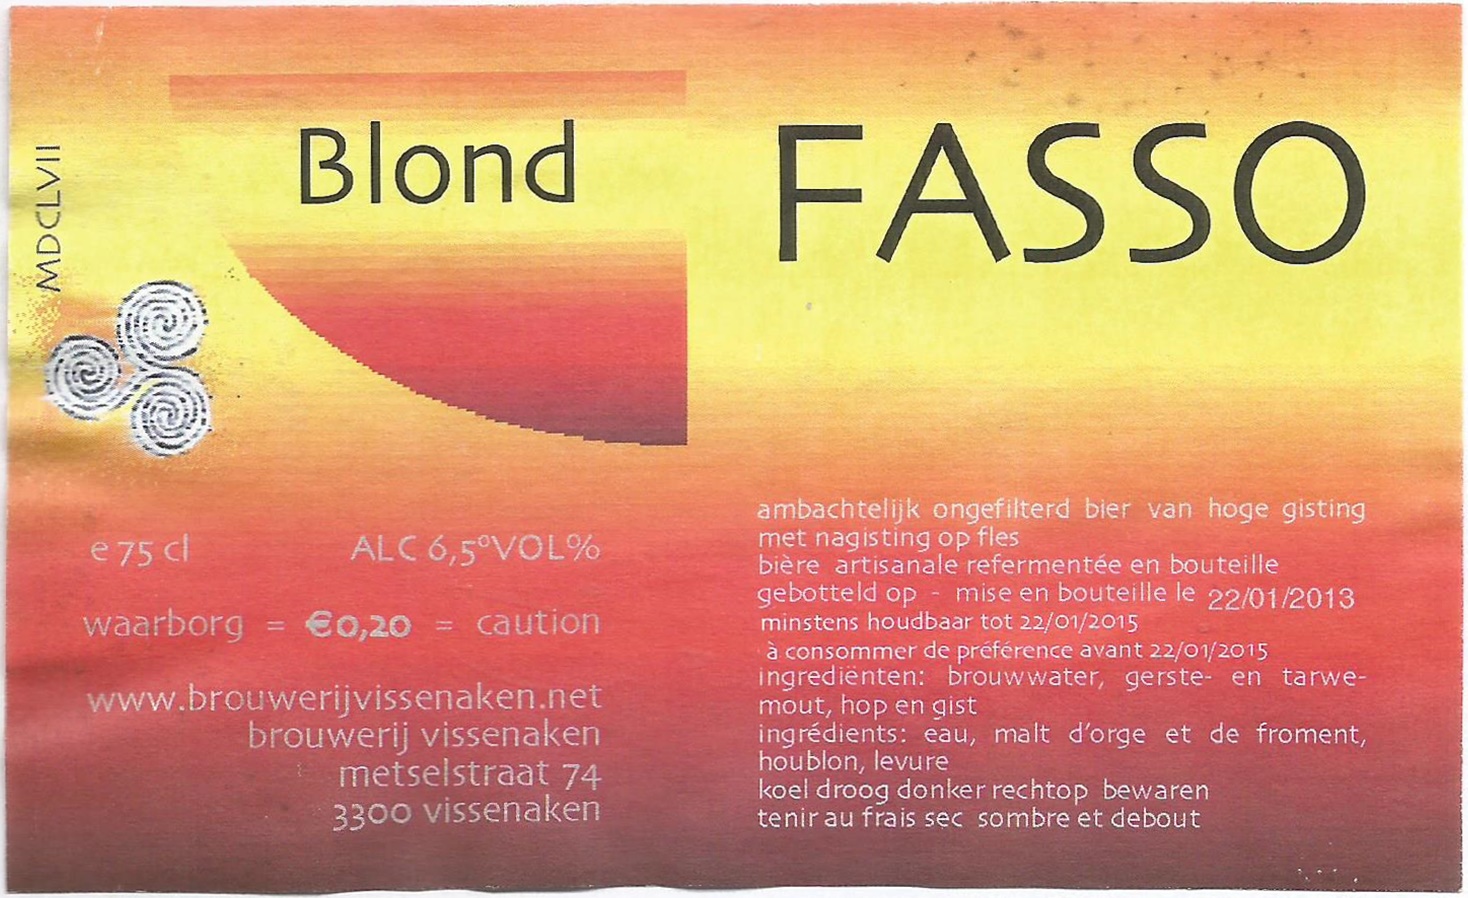 MDCLVII
Blond
FASSO
e 75 cl ALC 6,5°VOL%
waarborg = €0,20 = caution
www.brouwerijvissenaken.net
brouwerij vissenaken
metselstraat 74
3300 vissenaken
ambachtelijk ongefilterd bier van hoge gisting
met nagisting op fles
bière artisanale refermentée en bouteille
gebotteld op - mise en bouteille le 22/01/2013
minstens houdbaar tot 22/01/2015
à consommer de préférence avant 22/01/2015
ingrediënten: brouwwater, gerste- en tarwe-
mout, hop en gist
ingrédients: eau, malt d'orge et de froment,
houblon, levure
koel droog donker rechtop bewaren
tenir au frais sec sombre et debout